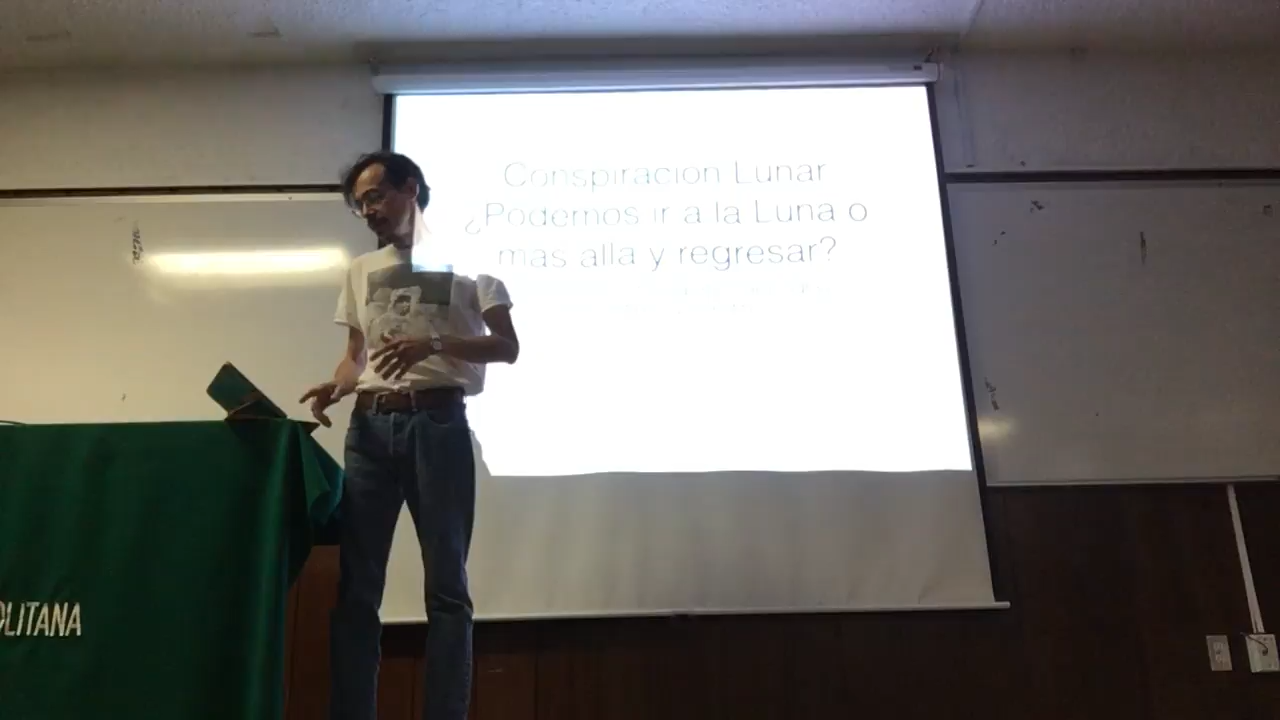 Conspiracion Lunar
¿Podemos ir a la Luna o
mas alla y regresar?
OLITANA